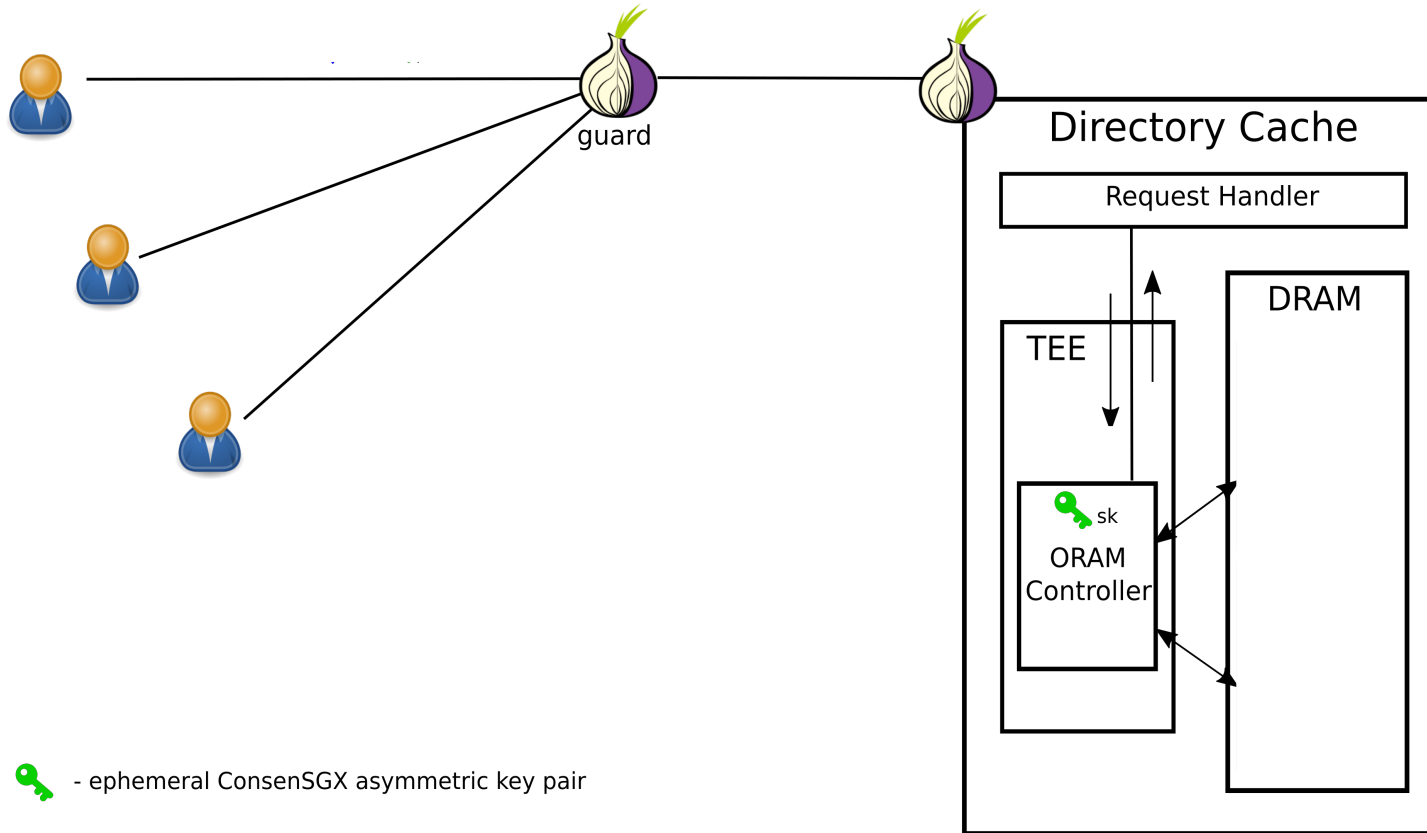 guard
Directory Cache
Request Handler
DRAM
TEE
sk
ORAM
Controller
- ephemeral ConsenSGX asymmetric key pair